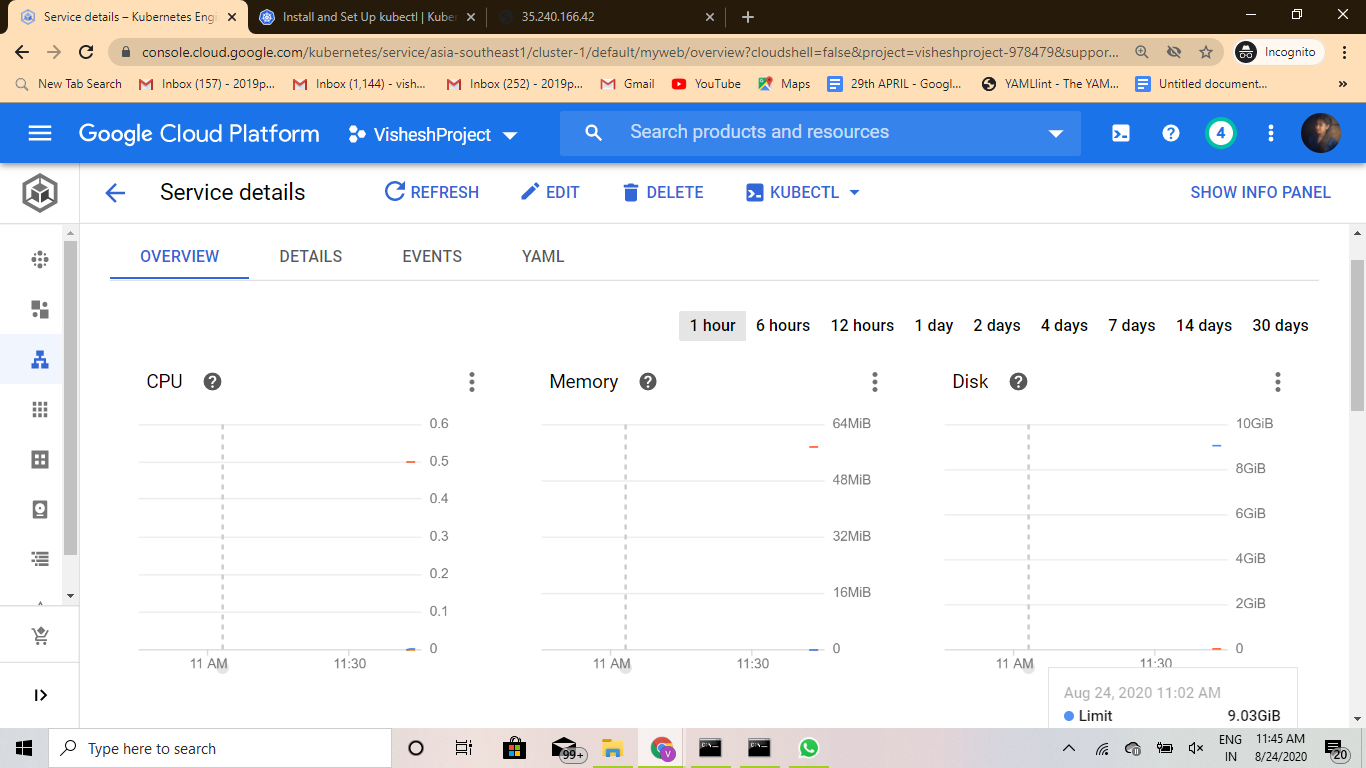 Service details – Kubernetes Engi
Install and Set Up kubectl | Kuber
35.240.166.42
console.cloud.google.com/kubernetes/service/asia-southeast1/cluster-1/default/myweb/overview?cloudshell=false&project=visheshproject-978479&suppor...
Incognito
New Tab Search
Inbox (157) - 2019p...
Inbox (1,144) - vish...
Inbox (252) - 2019p...
Gmail
YouTube
Maps
29th APRIL - Googl...
YAMLlint - The YAM...
Untitled document...
»
Google Cloud Platform
VisheshProject
Search products and resources
4
Service details
REFRESH
EDIT
DELETE
KUBECTL
SHOW INFO PANEL
OVERVIEW
DETAILS
EVENTS
YAML
1 hour
6 hours
12 hours
1 day
2 days
4 days
7 days
14 days
30 days
CPU
0.6
0.5
0.4
0.3
0.2
0.1
0
11 AM
11:30
Memory
64MiB
48MiB
32MiB
16MiB
0
11 AM
11:30
Disk
10GiB
8GiB
6GiB
4GiB
2GiB
0
11 AM
11:30
Aug 24, 2020 11:02 AM
Limit 9.03GiB
Type here to search
99+
V
ENG
IN
11:45 AM
8/24/2020
20